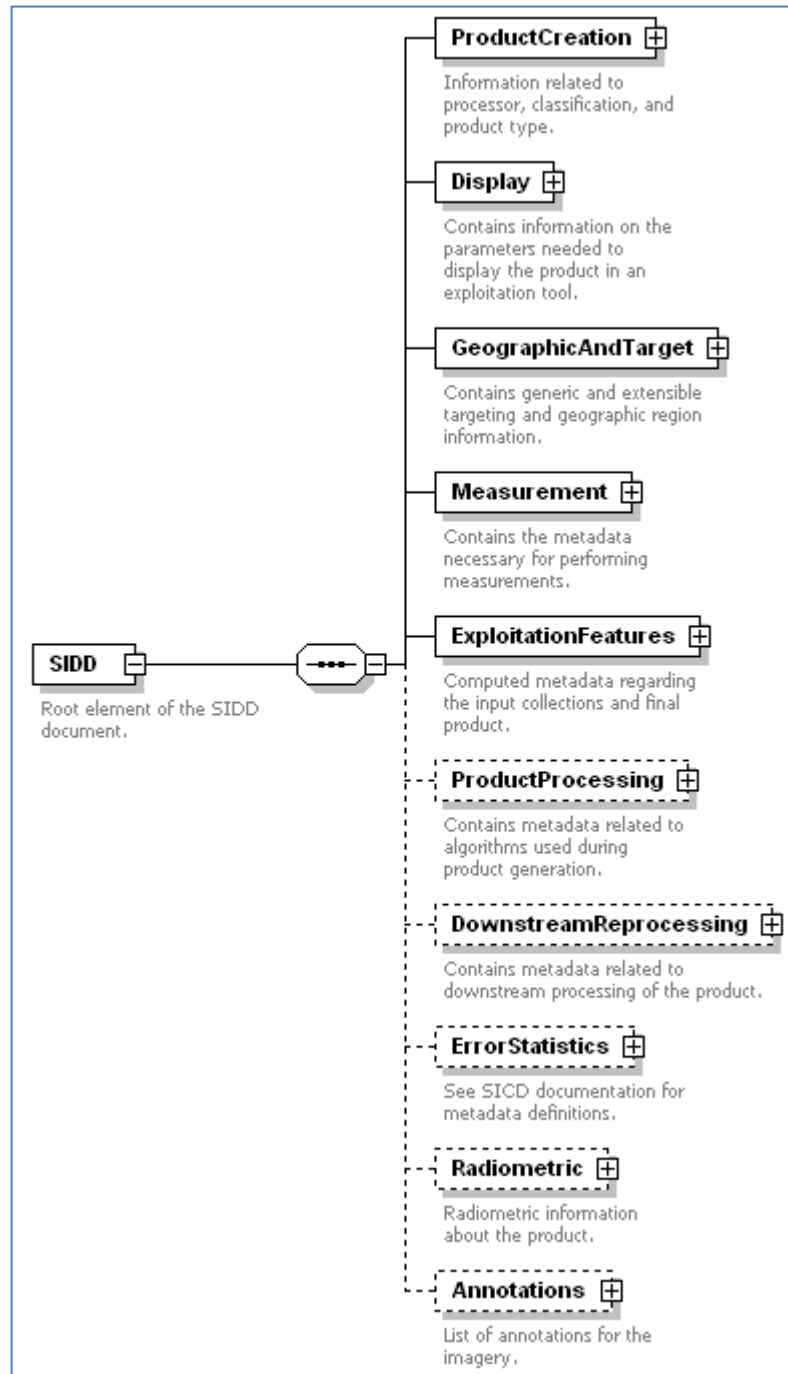 ProductCreation
Information related to
processor, classification, and
product type.
Display
Contains information on the
parameters needed to
display the product in an
exploitation tool.
GeographicAndTarget
Contains generic and extensible
targeting and geographic region
information.
Measurement
Contains the metadata
necessary for performing
measurements.
SIDD
Root element of the SIDD
document.
ExploitationFeatures
Computed metadata regarding
the input collections and final
product.
ProductProcessing
Contains metadata related to
algorithms used during
product generation.
DownstreamReprocessing
Contains metadata related to
downstream processing of the product.
ErrorStatistics
See SICD documentation for
metadata definitions.
Radiometric
Radiometric information
about the product.
Annotations
List of annotations for the
imagery.